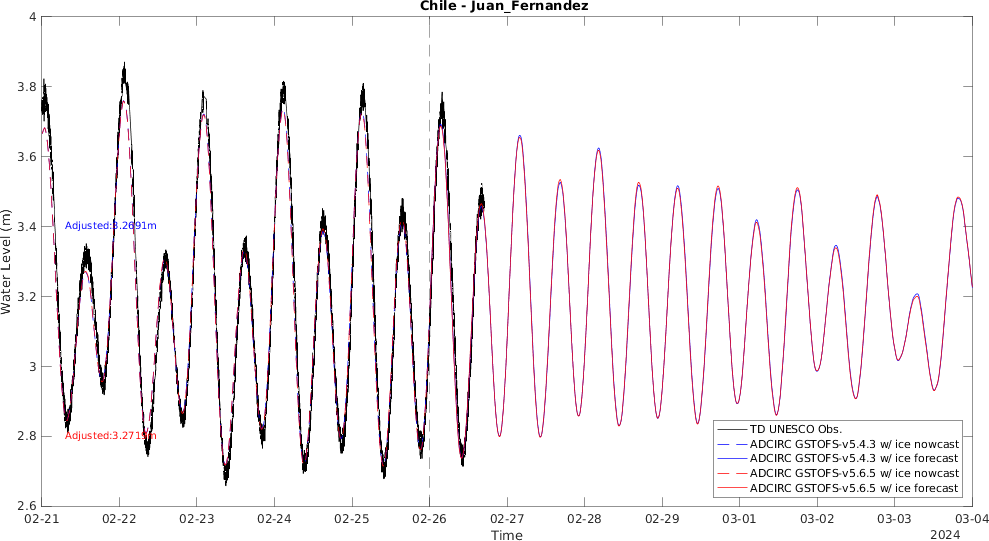 Chile - Juan_Fernandez
Water Level (m)
4
3.8
3.6
3.4
3.2
3
2.8
2.6
Adjusted:3.2691m
TD UNESCO Obs.
ADCIRC GSTOFS-v5.4.3 w/ ice nowcast
ADCIRC GSTOFS-v5.4.3 w/ ice forecast
ADCIRC GSTOFS-v5.6.5 w/ ice nowcast
ADCIRC GSTOFS-v5.6.5 w/ ice forecast
02-21 02-22 02-23 02-24 02-25 02-26 02-27 02-28 02-29 03-01 03-02 03-03 03-04
Time
2024